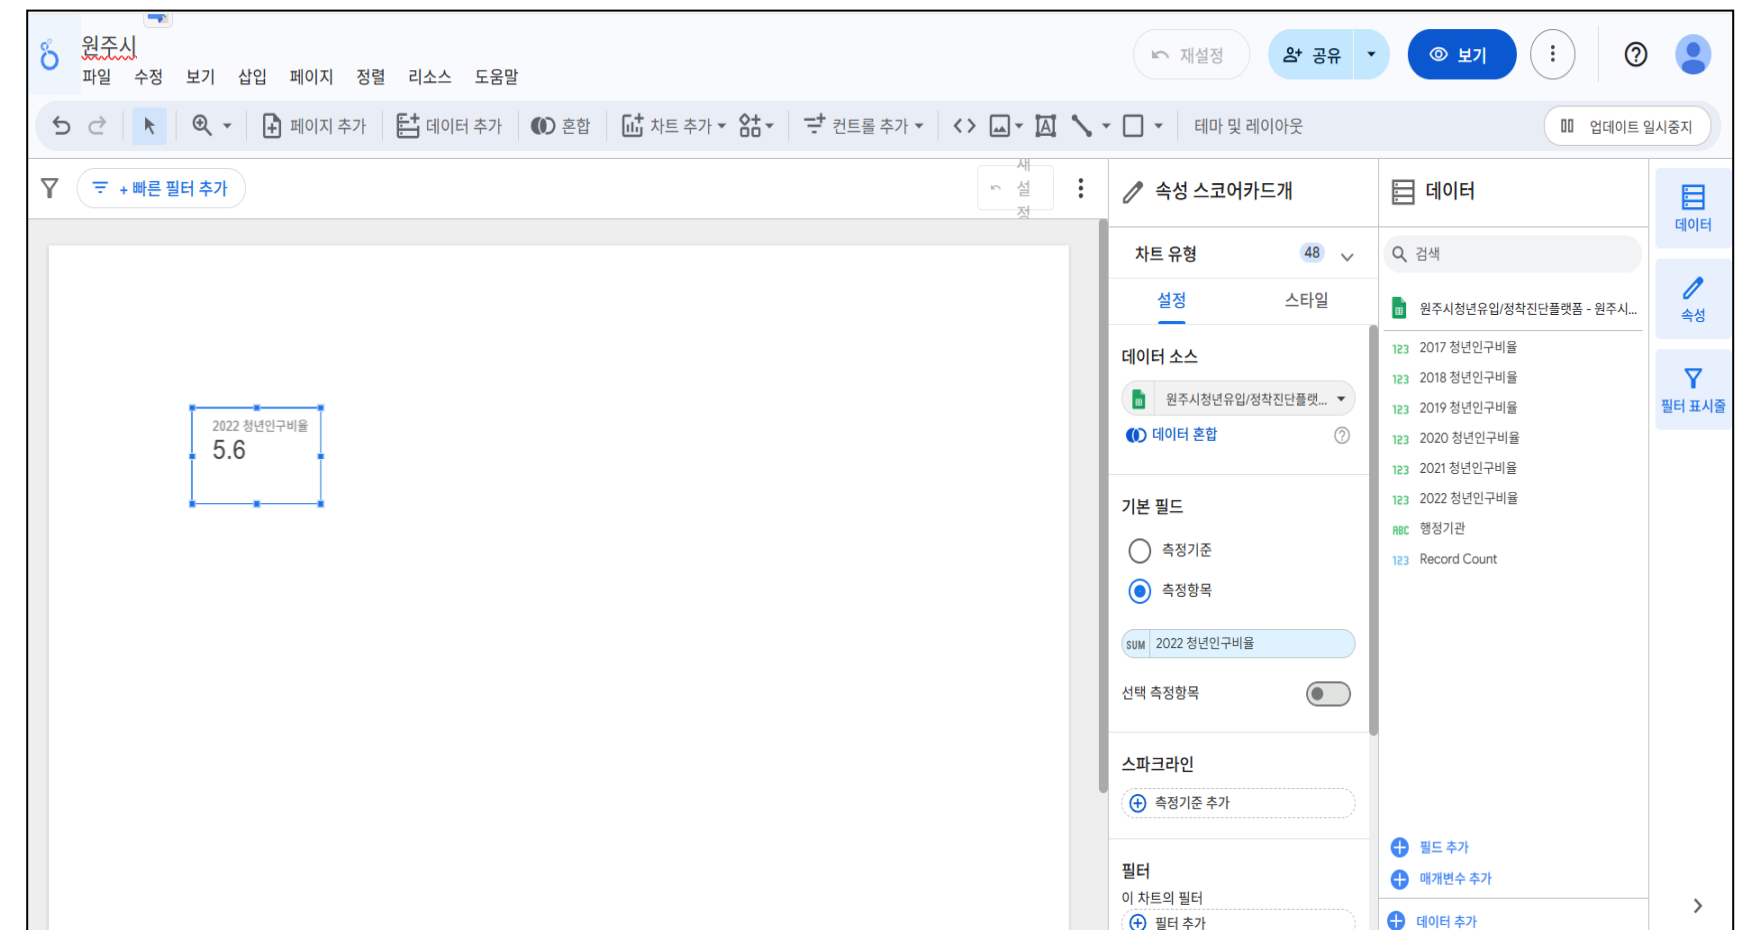 원주시
파일 수정 보기 삽입 페이지 정렬 리소스 도움말
재설정
공유
보기
페이지 추가
데이터 추가
혼합
차트 추가
컨트롤 추가
테마 및 레이아웃
업데이트 일시중지
+ 빠른 필터 추가
재
설
정
2022 청년인구비율
5.6
속성 스코어카드개
차트 유형
48
설정
스타일
데이터 소스
원주시청년유입/정착진단플랫...
데이터 혼합
기본 필드
측정기준
측정항목
SUM 2022 청년인구비율
선택 측정항목
스파크라인
측정기준 추가
필터
이 차트의 필터
필터 추가
데이터
검색
원주시청년유입/정착진단플랫폼 - 원주시...
123 2017 청년인구비율
123 2018 청년인구비율
123 2019 청년인구비율
123 2020 청년인구비율
123 2021 청년인구비율
123 2022 청년인구비율
ABC 행정기관
123 Record Count
필드 추가
매개변수 추가
데이터 추가
데이터
속성
필터 표시줄